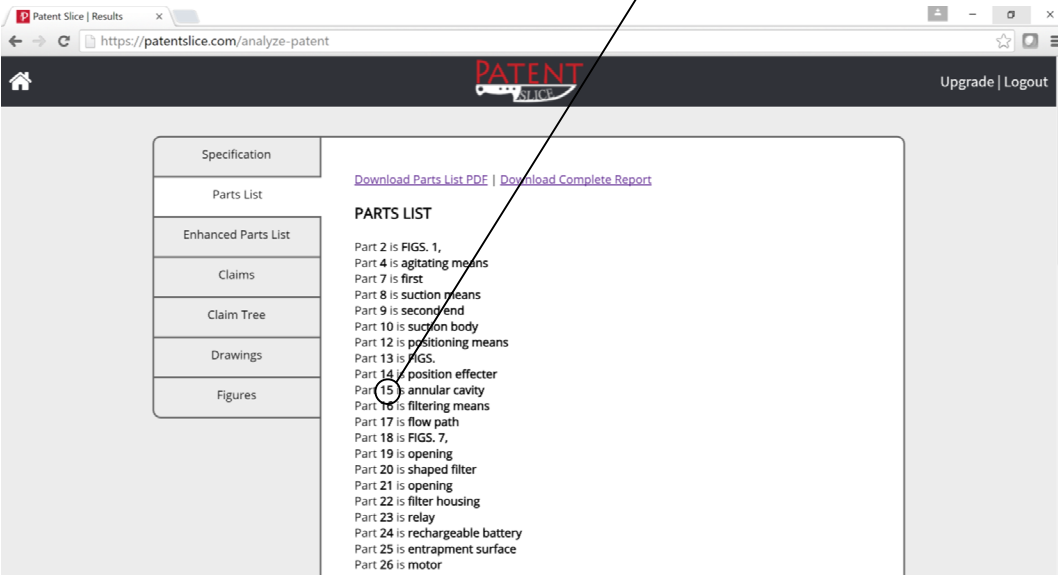 Patent Slice | Results
https://patentslice.com/analyze-patent
PATENT
SLICE
Upgrade | Logout
Specification
Parts List
Enhanced Parts List
Claims
Claim Tree
Drawings
Figures
Download Parts List PDF | Download Complete Report
PARTS LIST
Part 2 is FIGS. 1,
Part 4 is agitating means
Part 7 is first
Part 8 is suction means
Part 9 is second end
Part 10 is suction body
Part 12 is positioning means
Part 13 is FIGS.
Part 14 is position effecter
Part 15 is annular cavity
Part 16 is filtering means
Part 17 is flow path
Part 18 is FIGS. 7,
Part 19 is opening
Part 20 is shaped filter
Part 21 is opening
Part 22 is filter housing
Part 23 is relay
Part 24 is rechargeable battery
Part 25 is entrapment surface
Part 26 is motor